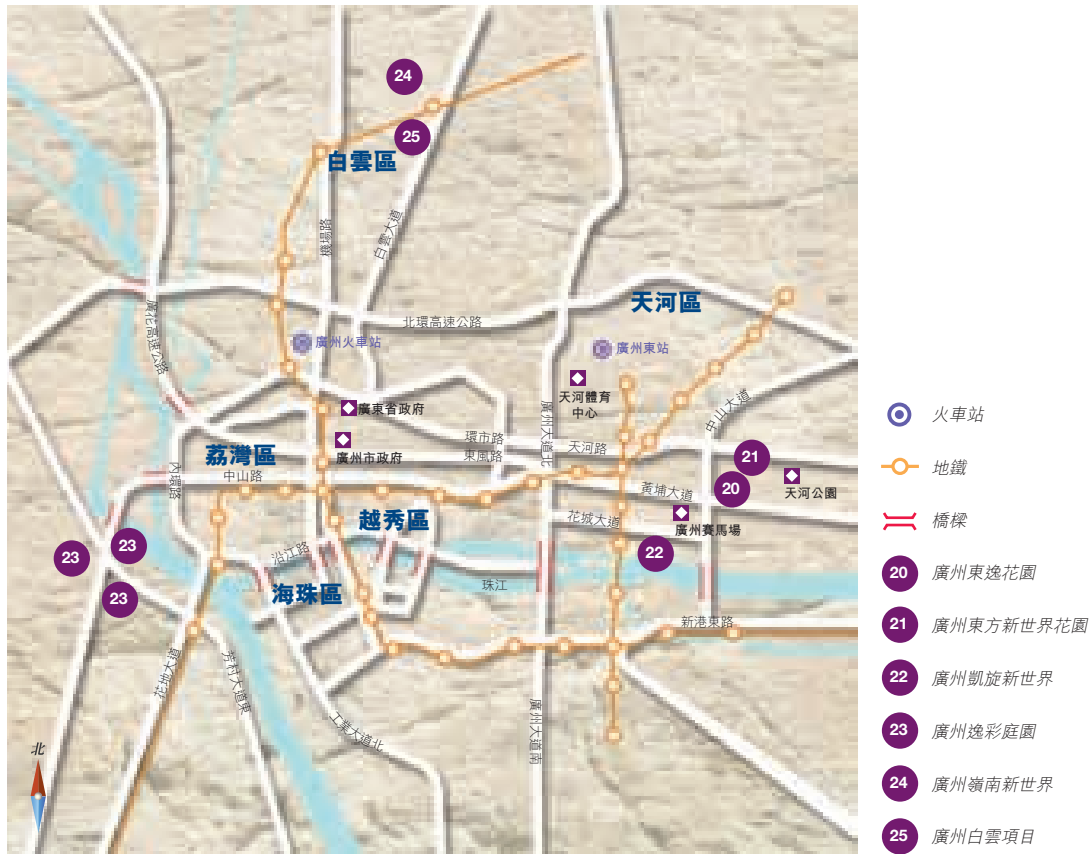 24
25
白雲區
機場路
白雲大道
天河區
廣花高速公路
北環高速公路
廣州火車站
廣州東站
天河體育
中心
中山大道
廣東省政府
廣州大道北
環市路
天河路
廣州市政府
東風路
荔灣區
中山路
內環路
21
20
黃埔大道
天河公園
花城大道
廣州賽馬場
越秀區
22
沿江路
23
23
23
海珠區
珠江
新港東路
花地大道
芳村大道東
工業大道北
廣州大道南
北
火車站
地鐵
橋樑
20 廣州東逸花園
21 廣州東方新世界花園
22 廣州凱旋新世界
23 廣州逸彩庭園
24 廣州嶺南新世界
25 廣州白雲項目